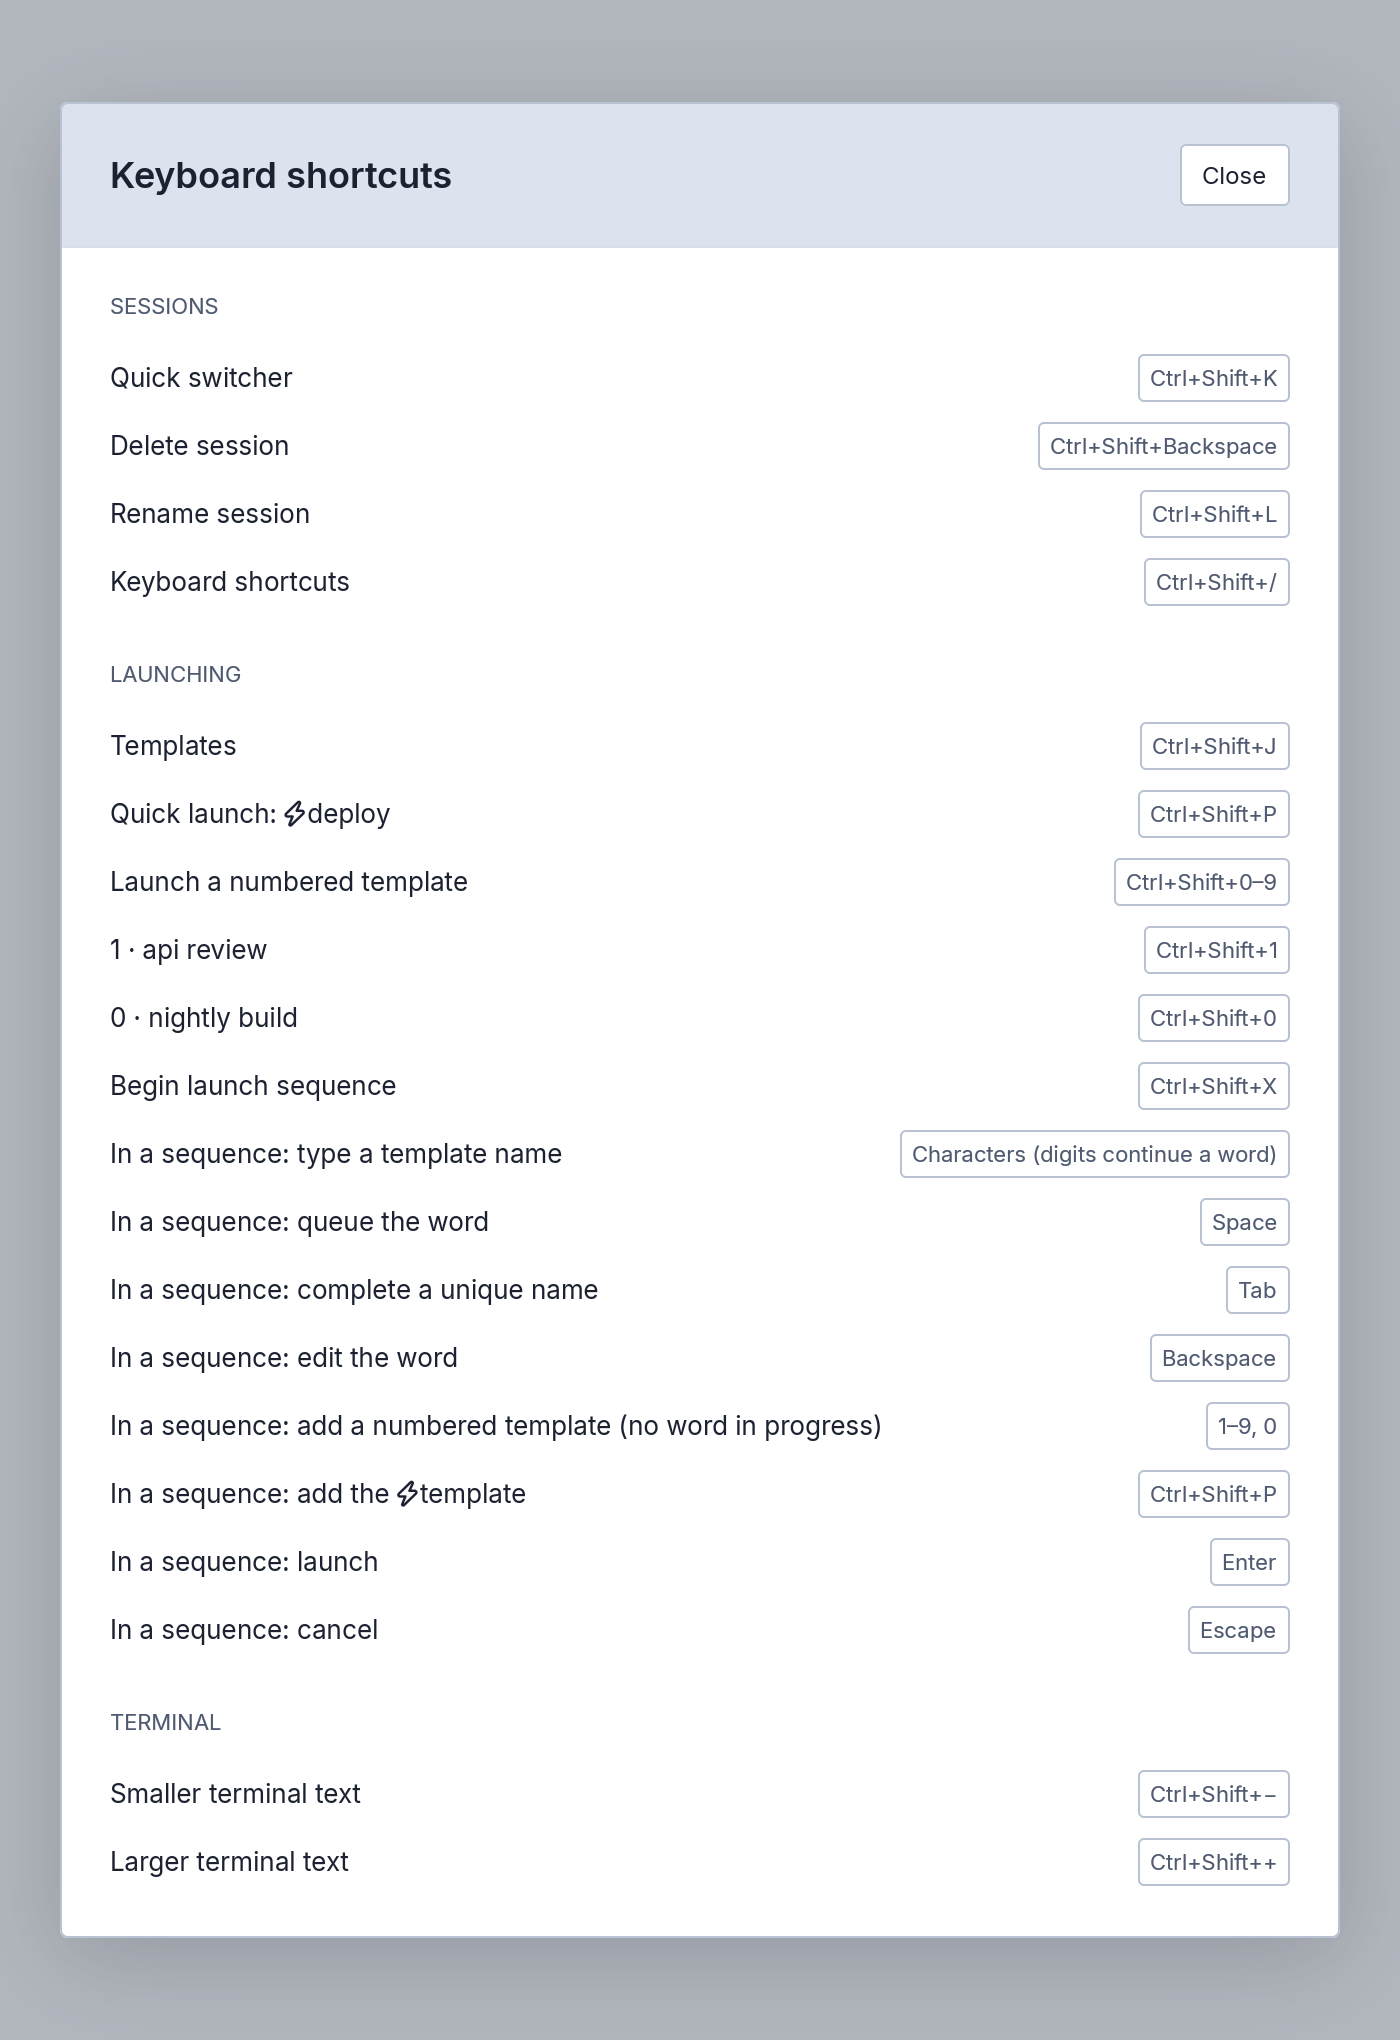 Keyboard shortcuts
Close
SESSIONS
Quick switcher Ctrl+Shift+K
Delete session Ctrl+Shift+Backspace
Rename session Ctrl+Shift+L
Keyboard shortcuts Ctrl+Shift+/
LAUNCHING
Templates Ctrl+Shift+J
Quick launch: deploy Ctrl+Shift+P
Launch a numbered template Ctrl+Shift+0–9
1 · api review Ctrl+Shift+1
0 · nightly build Ctrl+Shift+0
Begin launch sequence Ctrl+Shift+X
In a sequence: type a template name Characters (digits continue a word)
In a sequence: queue the word Space
In a sequence: complete a unique name Tab
In a sequence: edit the word Backspace
In a sequence: add a numbered template (no word in progress) 1–9, 0
In a sequence: add the template Ctrl+Shift+P
In a sequence: launch Enter
In a sequence: cancel Escape
TERMINAL
Smaller terminal text Ctrl+Shift+−
Larger terminal text Ctrl+Shift++